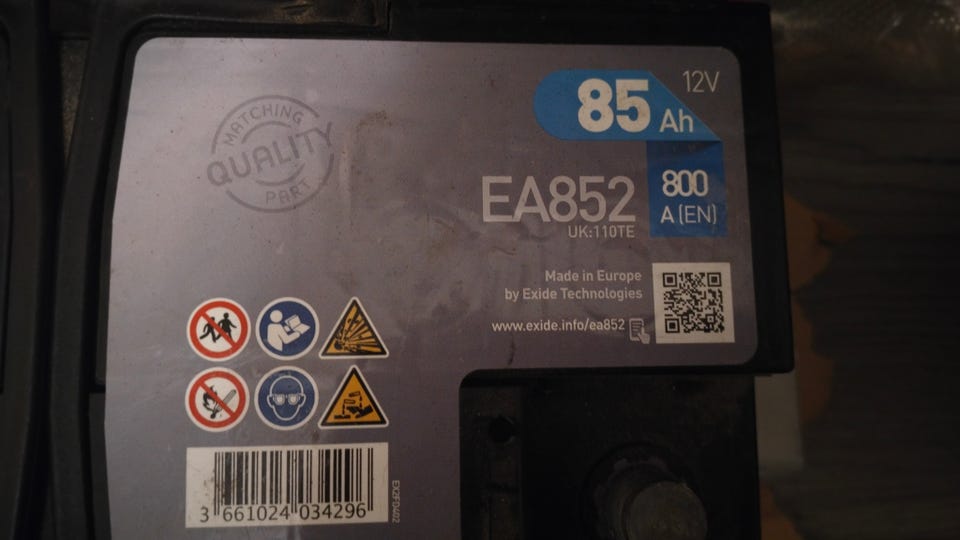 MATCHING
QUALITY
PART
85 Ah
12V
800
A (EN)
EA852
UK:110TE
Made in Europe
by Exide Technologies
www.exide.info/ea852
3 661024 034296
EX2FD4402